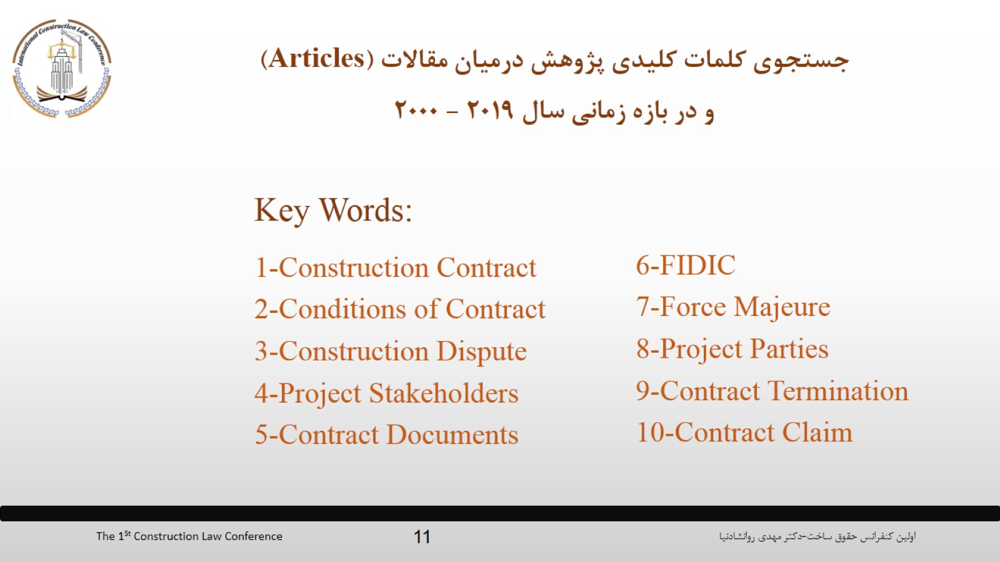 Intenational Construction Law Conference
جستجوی کلمات کلیدی پژوهش درمیان مقالات (Articles)
و در بازه زمانی سال ۲۰۱۹ – ۲۰۰۰
Key Words:
1-Construction Contract
2-Conditions of Contract
3-Construction Dispute
4-Project Stakeholders
5-Contract Documents
6-FIDIC
7-Force Majeure
8-Project Parties
9-Contract Termination
10-Contract Claim
The 1St Construction Law Conference
11
اولین کنفرانس حقوق ساخت-دکتر مهدی روانشادنیا